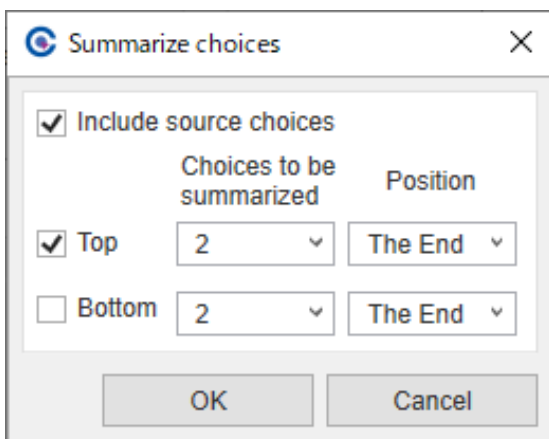 Summarize choices
Include source choices
Choices to be
summarized
Position
Top
2
The End
Bottom
2
The End
OK
Cancel